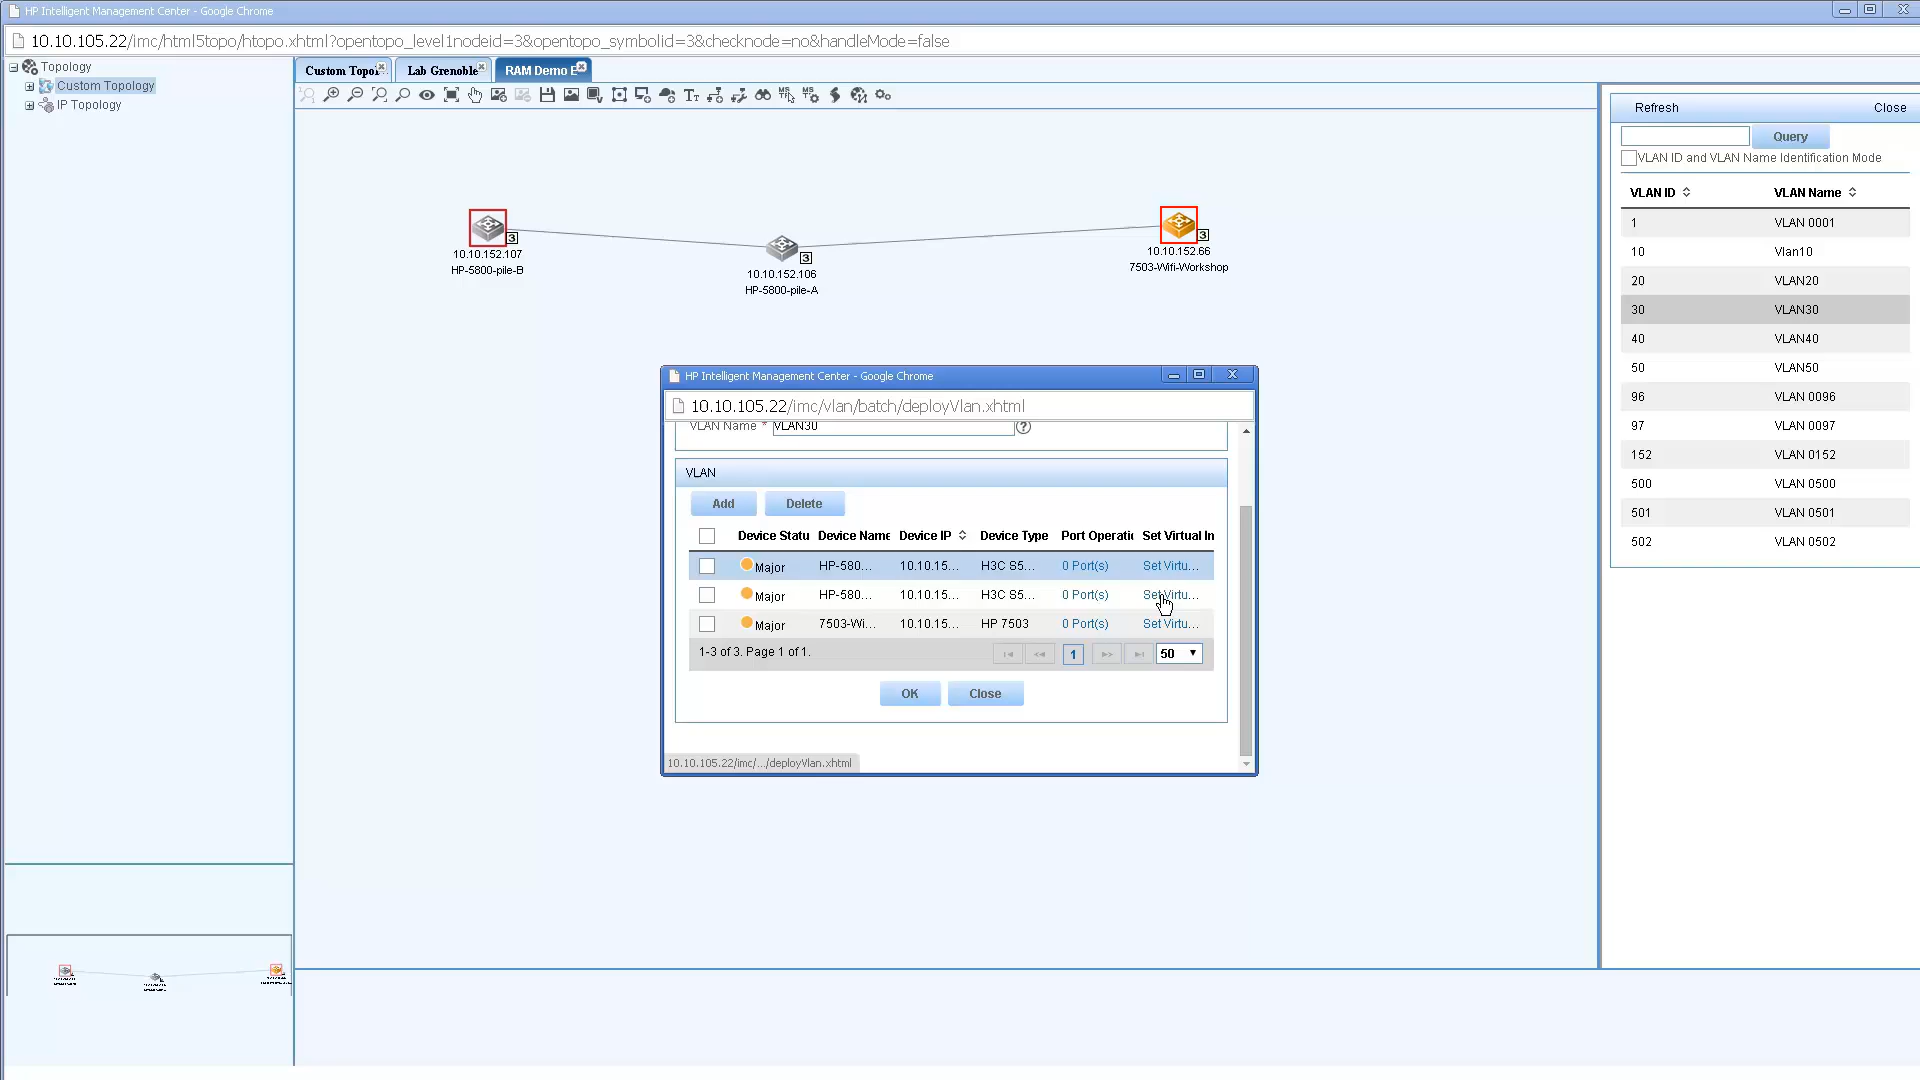 HP Intelligent Management Center - Google Chrome
10.10.105.22/imc/html5topo/htopo.xhtml?opentopo_level1nodeid=3&opentopo_symbolid=3&checknode=no&handleMode=false
Topology
Custom Topology
IP Topology
Custom Topol
Lab Grenoble
RAM Demo E
10.10.152.107
HP-5800-pile-B
3
10.10.152.106
HP-5800-pile-A
3
10.10.152.66
7503-Wifi-Workshop
3
Refresh
Close
Query
VLAN ID and VLAN Name Identification Mode
VLAN ID VLAN Name
1 VLAN 0001
10 Vlan10
20 VLAN20
30 VLAN30
40 VLAN40
50 VLAN50
96 VLAN 0096
97 VLAN 0097
152 VLAN 0152
500 VLAN 0500
501 VLAN 0501
502 VLAN 0502
HP Intelligent Management Center - Google Chrome
10.10.105.22/imc/vlan/batch/deployVlan.xhtml
VLAN Name * VLAN30
VLAN
Add Delete
Device Statu Device Name Device IP Device Type Port Operatic Set Virtual In
Major HP-580... 10.10.15... H3C S5... 0 Port(s) Set Virtu...
Major HP-580... 10.10.15... H3C S5... 0 Port(s) Set Virtu...
Major 7503-Wi... 10.10.15... HP 7503 0 Port(s) Set Virtu...
1-3 of 3. Page 1 of 1. 1 50
OK Close
10.10.105.22/imc/.../deployVlan.xhtml